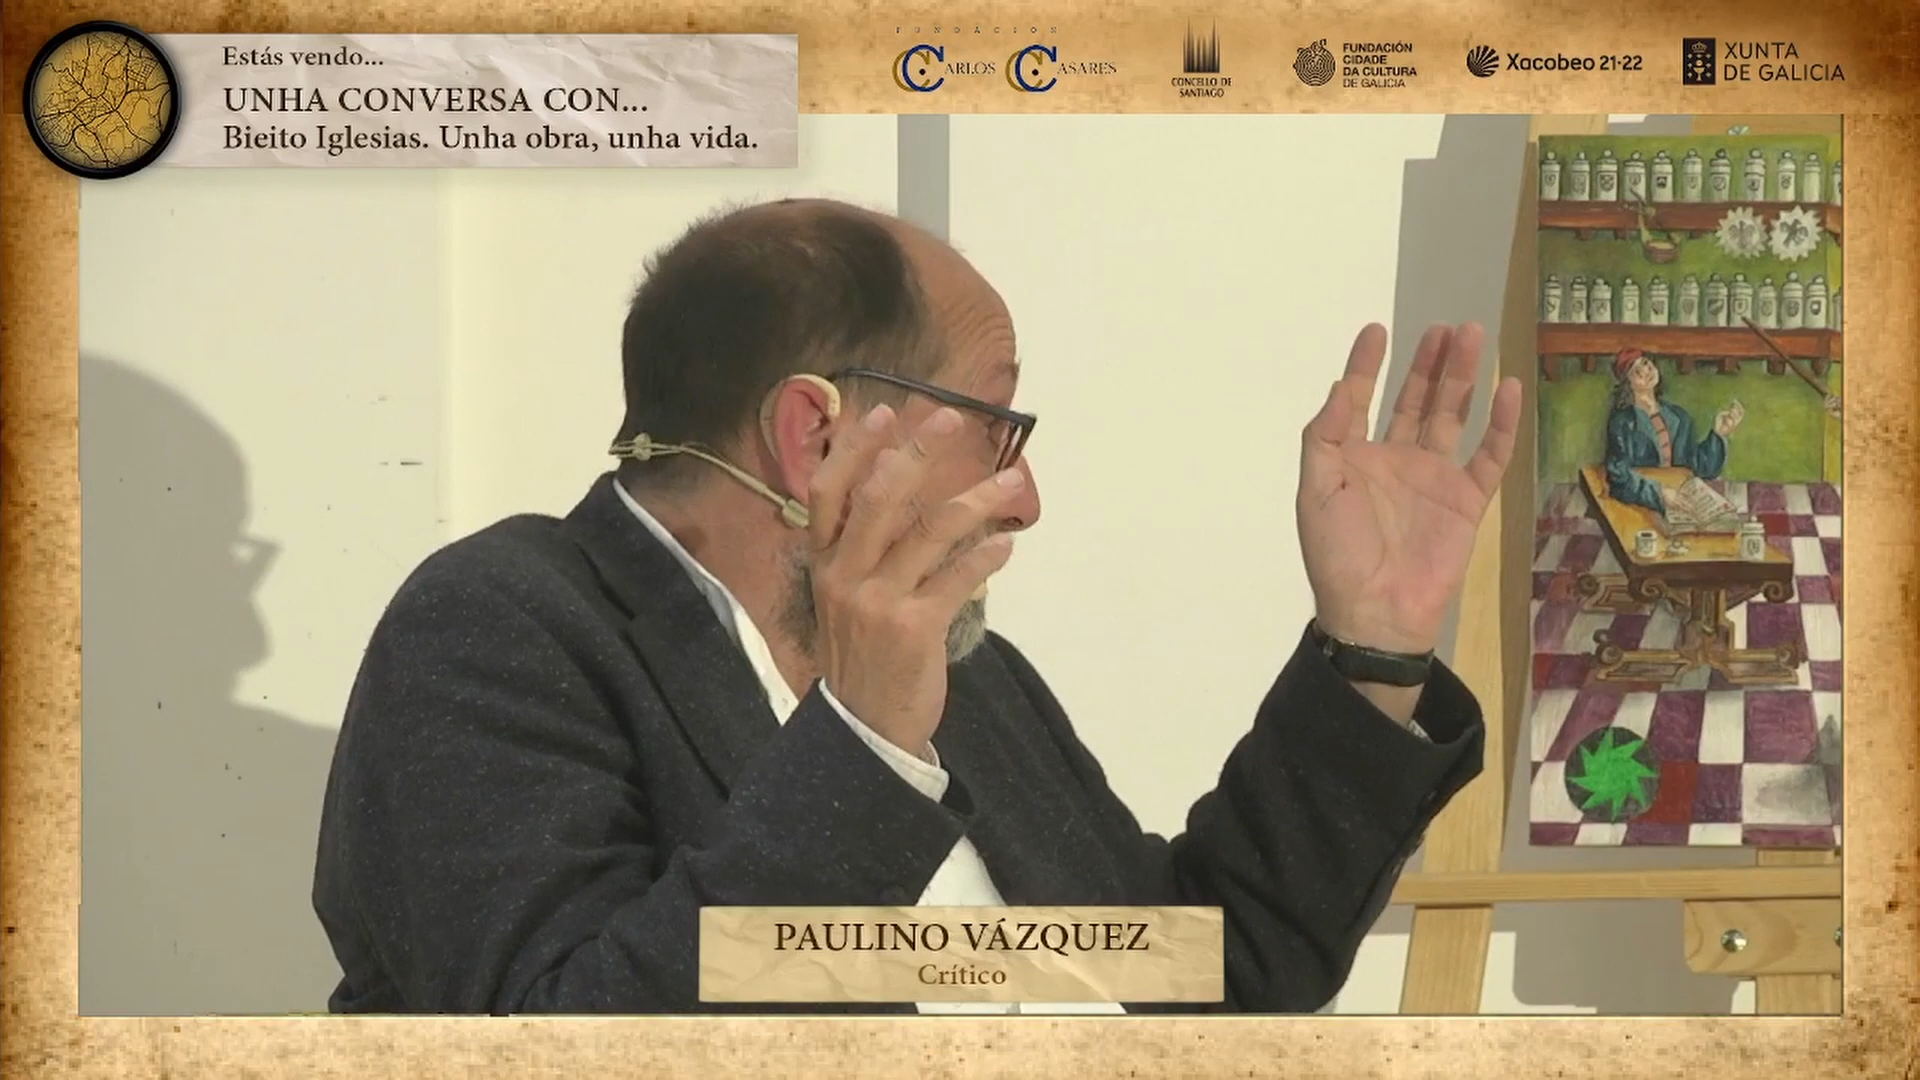 Estás vendo...
UNHA CONVERSA CON...
Bieito Iglesias. Unha obra, unha vida.
FUNDACIÓN
CARLOS CASARES
CONCELLO DE
SANTIAGO
FUNDACIÓN
CIDADE
DA CULTURA
DE GALICIA
Xacobeo 21·22
XUNTA
DE GALICIA
PAULINO VÁZQUEZ
Crítico